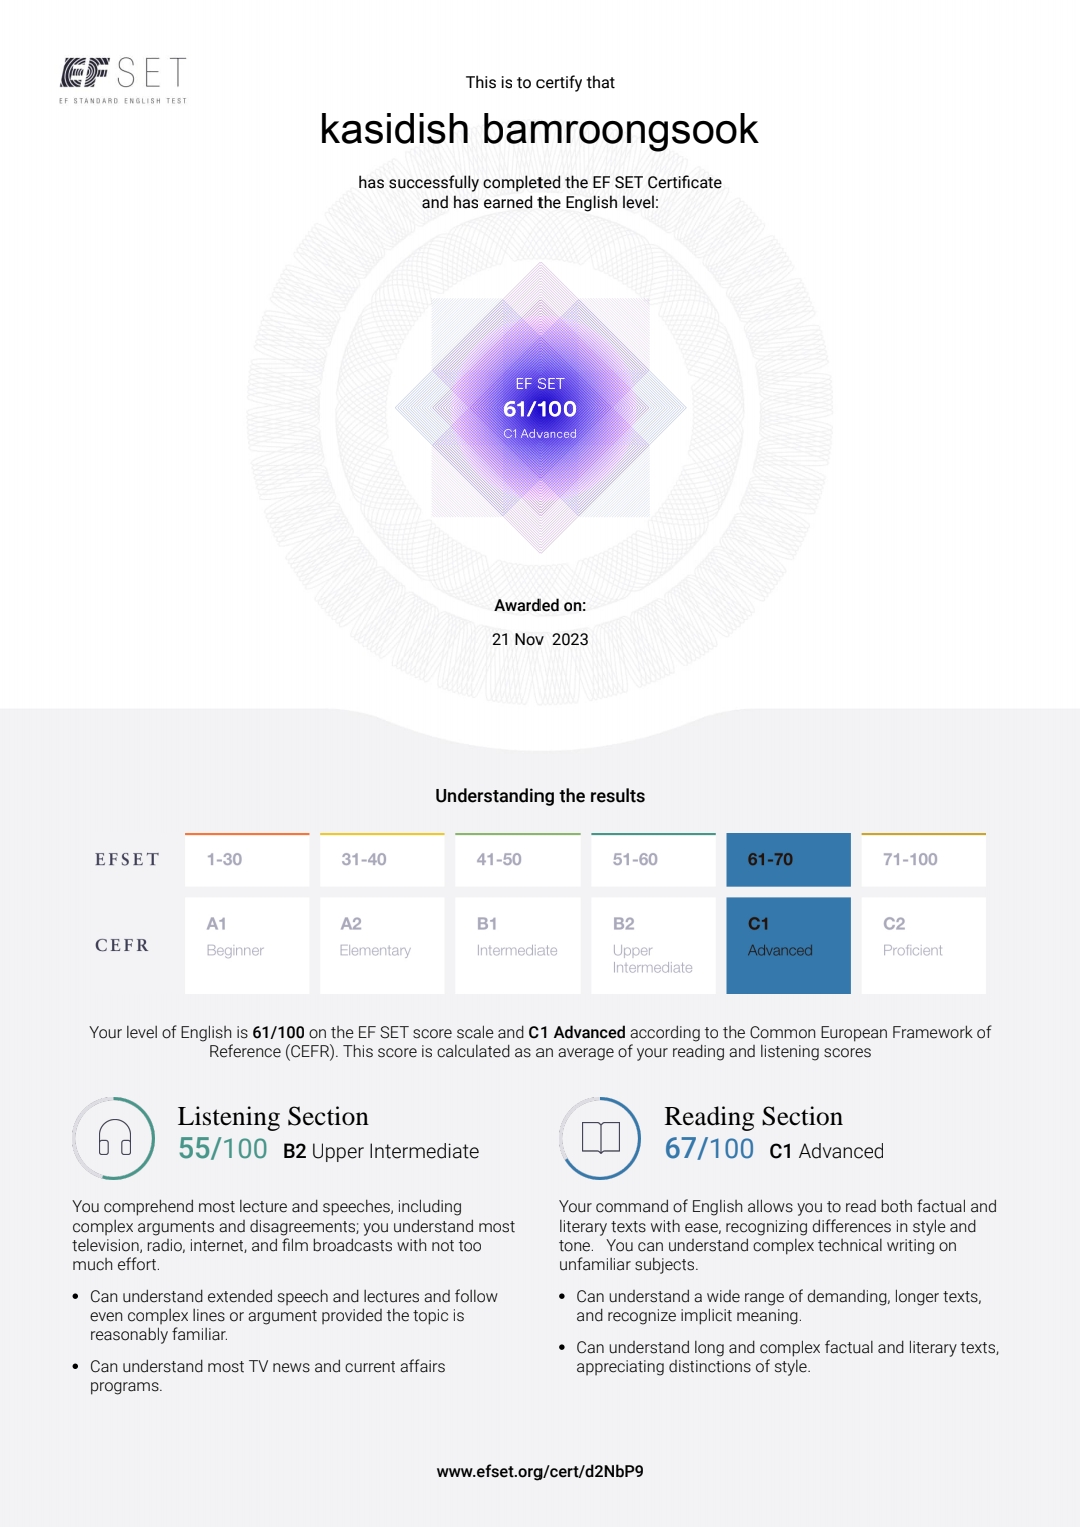 EF SET
EF STANDARD ENGLISH TEST
This is to certify that
kasidish bamroongsook
has successfully completed the EF SET Certificate
and has earned the English level:
EF SET
61/100
C1 Advanced
Awarded on:
21 Nov 2023
Understanding the results
EFSET 1-30 31-40 41-50 51-60 61-70 71-100
CEFR
A1 A2 B1 B2 C1 C2
Beginner Elementary Intermediate Upper Advanced Proficient
Intermediate
Your level of English is 61/100 on the EF SET score scale and C1 Advanced according to the Common European Framework of
Reference (CEFR). This score is calculated as an average of your reading and listening scores
Listening Section
55/100 B2 Upper Intermediate
You comprehend most lecture and speeches, including
complex arguments and disagreements; you understand most
television, radio, internet, and film broadcasts with not too
much effort.
• Can understand extended speech and lectures and follow
even complex lines or argument provided the topic is
reasonably familiar.
• Can understand most TV news and current affairs
programs.
Reading Section
67/100 C1 Advanced
Your command of English allows you to read both factual and
literary texts with ease, recognizing differences in style and
tone. You can understand complex technical writing on
unfamiliar subjects.
• Can understand a wide range of demanding, longer texts,
and recognize implicit meaning.
• Can understand long and complex factual and literary texts,
appreciating distinctions of style.
www.efset.org/cert/d2NbP9